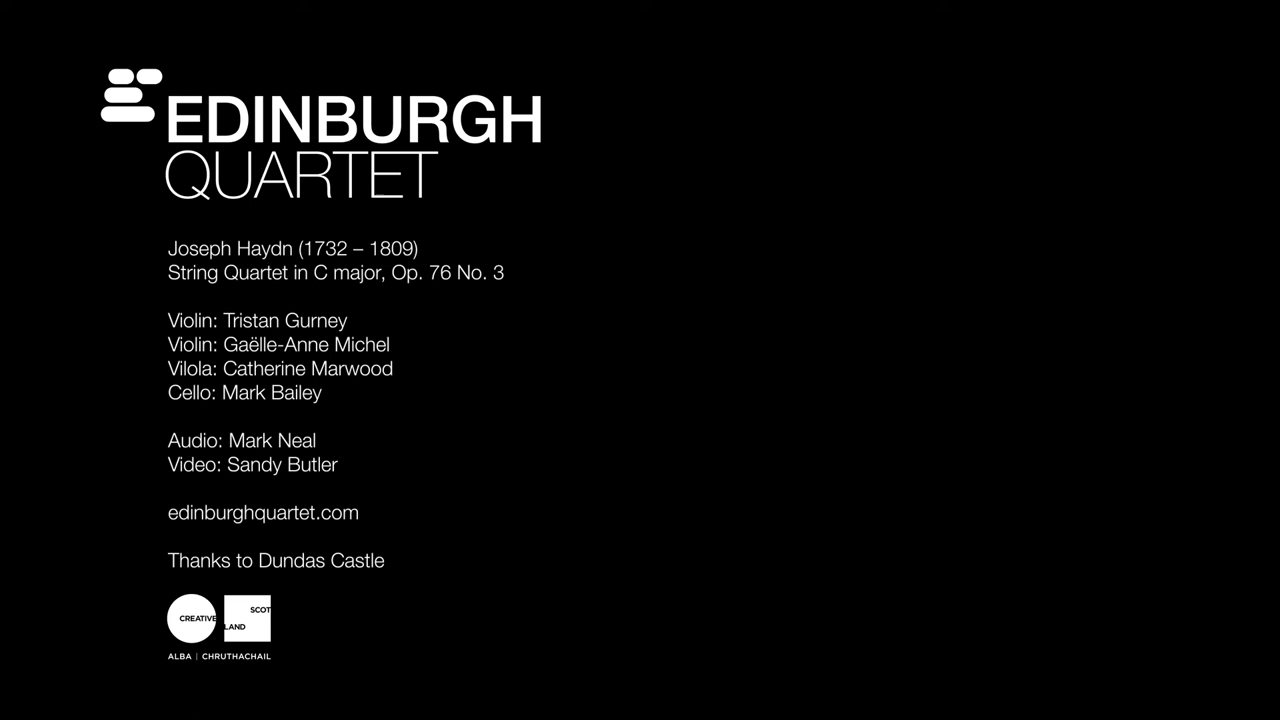 EDINBURGH
QUARTET
Joseph Haydn (1732 – 1809)
String Quartet in C major, Op. 76 No. 3
Violin: Tristan Gurney
Violin: Gaëlle-Anne Michel
Vilola: Catherine Marwood
Cello: Mark Bailey
Audio: Mark Neal
Video: Sandy Butler
edinburghquartet.com
Thanks to Dundas Castle
CREATIVE
SCOT
LAND
ALBA | CHRUTHACHAIL